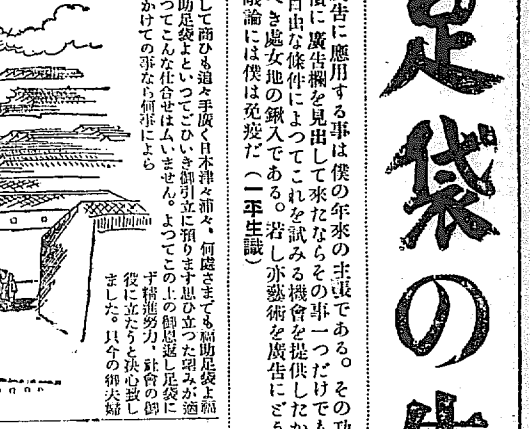 足袋の
告に應用する事は僕の年來の主張である。その功
に廣告欄を見出して來たならその事一つだけでも
自由な條件によつてこれを試みる機會を提供したか
べき處女地の鍬入である。若し亦藝術を廣告にどう
議論には僕は免疫だ（一平生識）
して商ひも追々手廣く日本津々浦々、何處さまでも福助足袋よ福
助足袋よといつてごひいき御引立に預ります思ひ立つた望みが適
つてこんな仕合せはムいません。よつてこの上の御恩返し足袋に
かけての事なら何事によら
ず精進努力、社會の御
役に立たうと決心致し
ました。只今の御夫婦